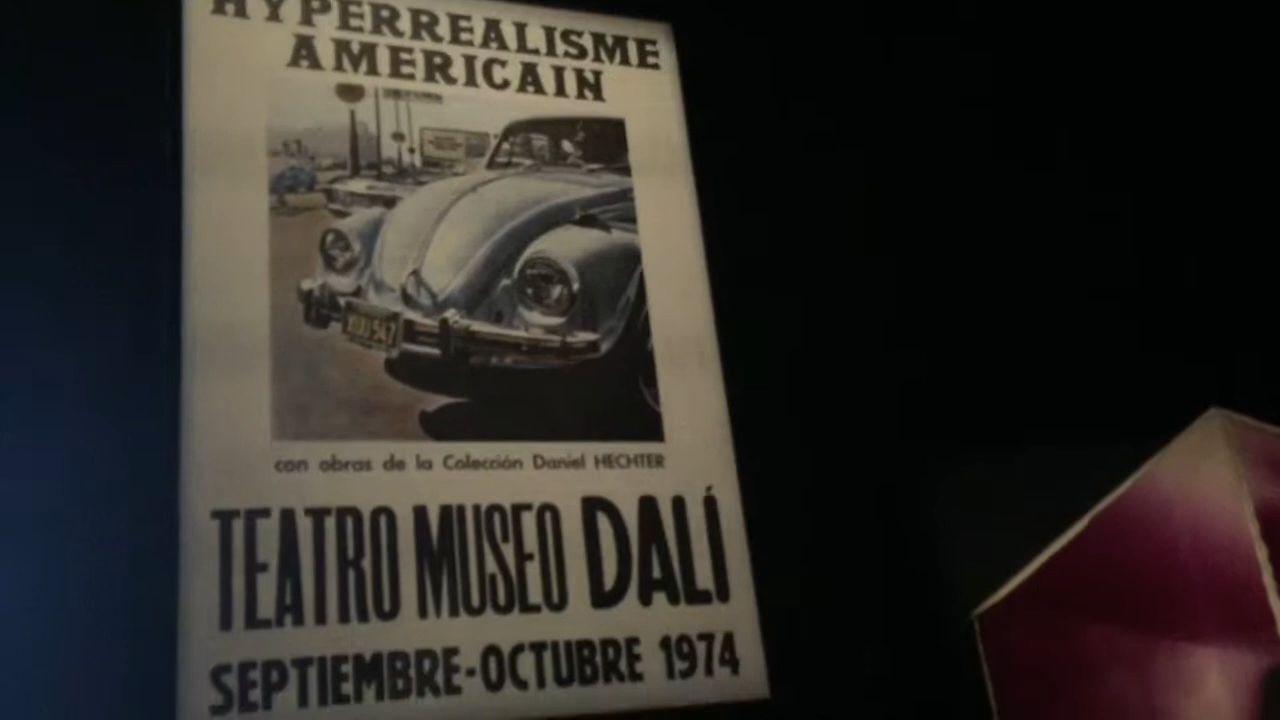 HYPERREALISME
AMERICAIN
con obras de la Colección Daniel HECHTER
TEATRO MUSEO DALÍ
SEPTIEMBRE-OCTUBRE 1974